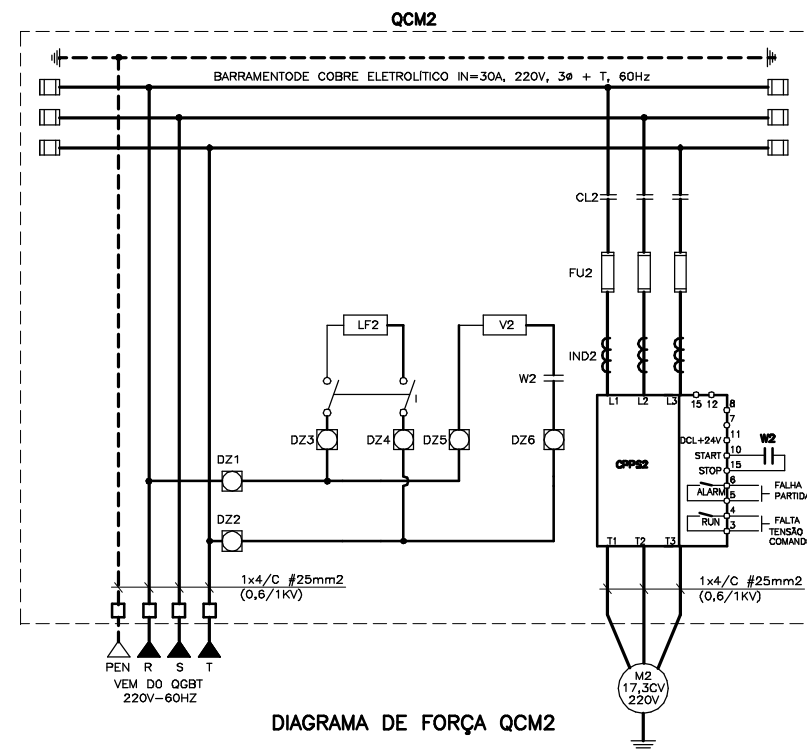 QCM2
BARRAMENTODE COBRE ELETROLÍTICO IN=30A, 220V, 3ø + T, 60Hz
CL2
FU2
LF2
V2
IND2
W2
L1 L2 L3 15 12 8
7
DZ3 DZ4 DZ5 DZ6
DCL+24V 11
W2
START 10
DZ1
CPPS2
STOP 15
6 FALHA
ALARM
5 PARTIDA
DZ2
4 FALTA
RUN
3 TENSÃO
COMAND
T1 T2 T3
1x4/C #25mm2
(0,6/1KV)
1x4/C #25mm2
(0,6/1KV)
PEN R S T
VEM DO QGBT
220V-60HZ
M2
17,3CV
220V
DIAGRAMA DE FORÇA QCM2